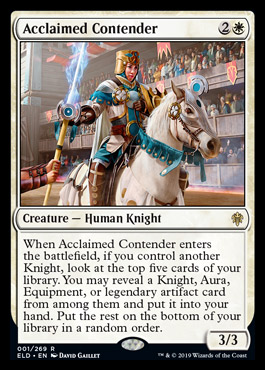 Acclaimed Contender 2
Creature — Human Knight
When Acclaimed Contender enters
the battlefield, if you control another
Knight, look at the top five cards of your
library. You may reveal a Knight, Aura,
Equipment, or legendary artifact card
from among them and put it into your
hand. Put the rest on the bottom of your
library in a random order.
3/3
001/269 R
ELD • EN DAVID GAILLET
™ & © 2019 Wizards of the Coast